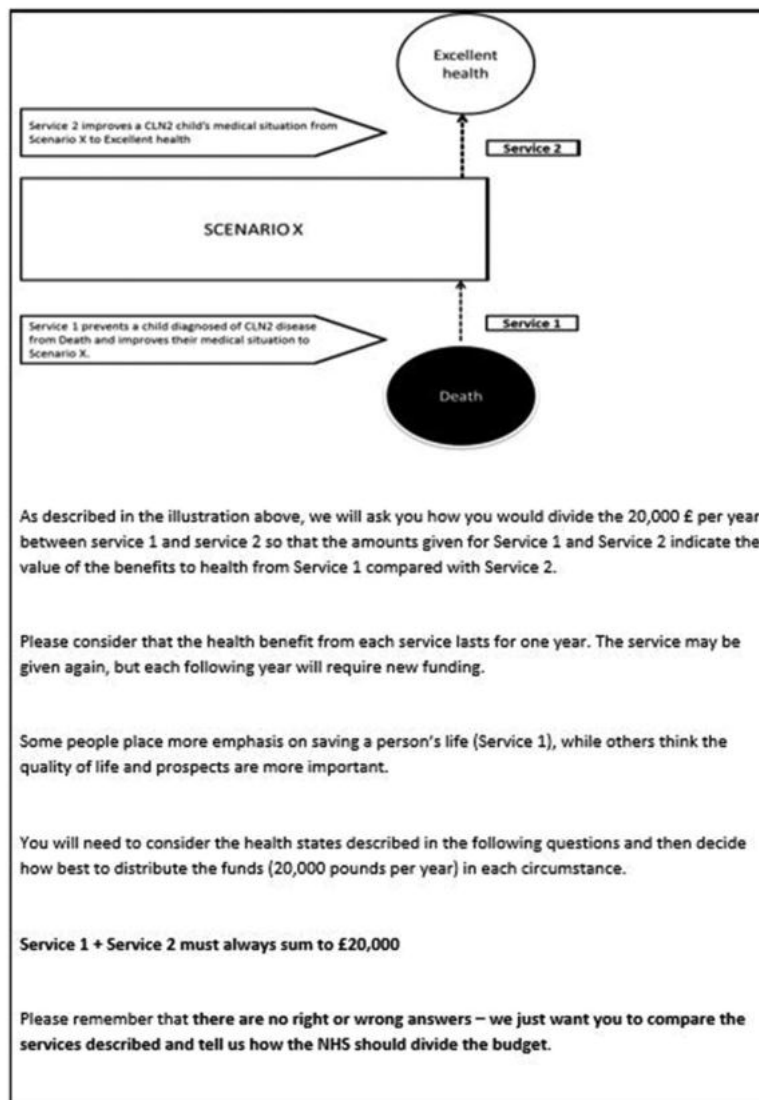 Excellent
health
Service 2 improves a CLN2 child's medical situation from
Scenario X to Excellent health
Service 2
SCENARIO X
Service 1 prevents a child diagnosed of CLN2 disease
from Death and improves their medical situation to
Scenario X.
Service 1
Death
As described in the illustration above, we will ask you how you would divide the 20,000 £ per year
between service 1 and service 2 so that the amounts given for Service 1 and Service 2 indicate the
value of the benefits to health from Service 1 compared with Service 2.
Please consider that the health benefit from each service lasts for one year. The service may be
given again, but each following year will require new funding.
Some people place more emphasis on saving a person's life (Service 1), while others think the
quality of life and prospects are more important.
You will need to consider the health states described in the following questions and then decide
how best to distribute the funds (20,000 pounds per year) in each circumstance.
Service 1 + Service 2 must always sum to £20,000
Please remember that there are no right or wrong answers – we just want you to compare the
services described and tell us how the NHS should divide the budget.